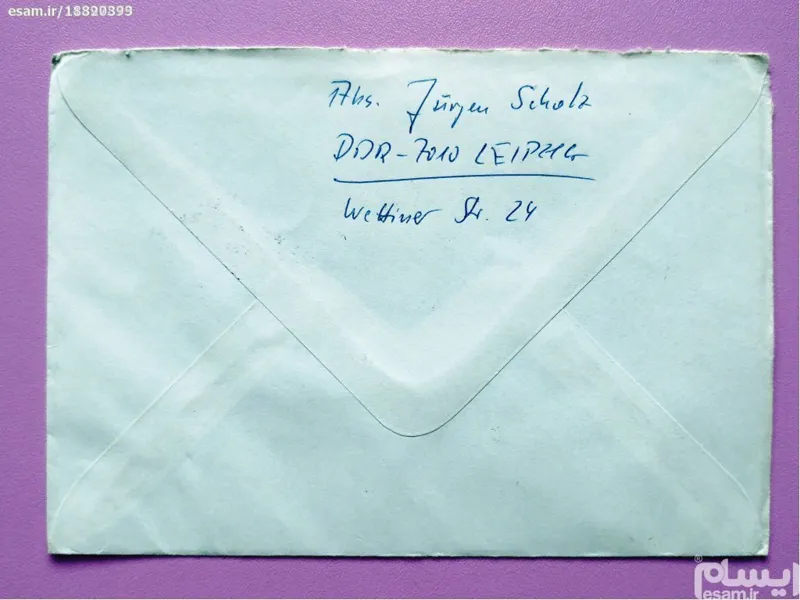 esam.ir/18820399
Abs. Jürgen Scholz
DDR-7010 LEIPZIG
Wettiner Str. 24
ایسام
esam.ir